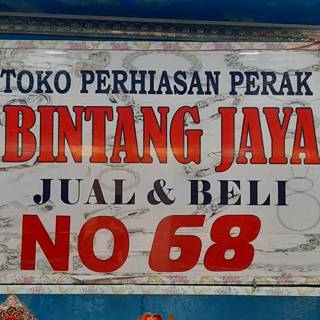 TOKO PERHIASAN PERAK
BINTANG JAYA
JUAL & BELI
NO 68